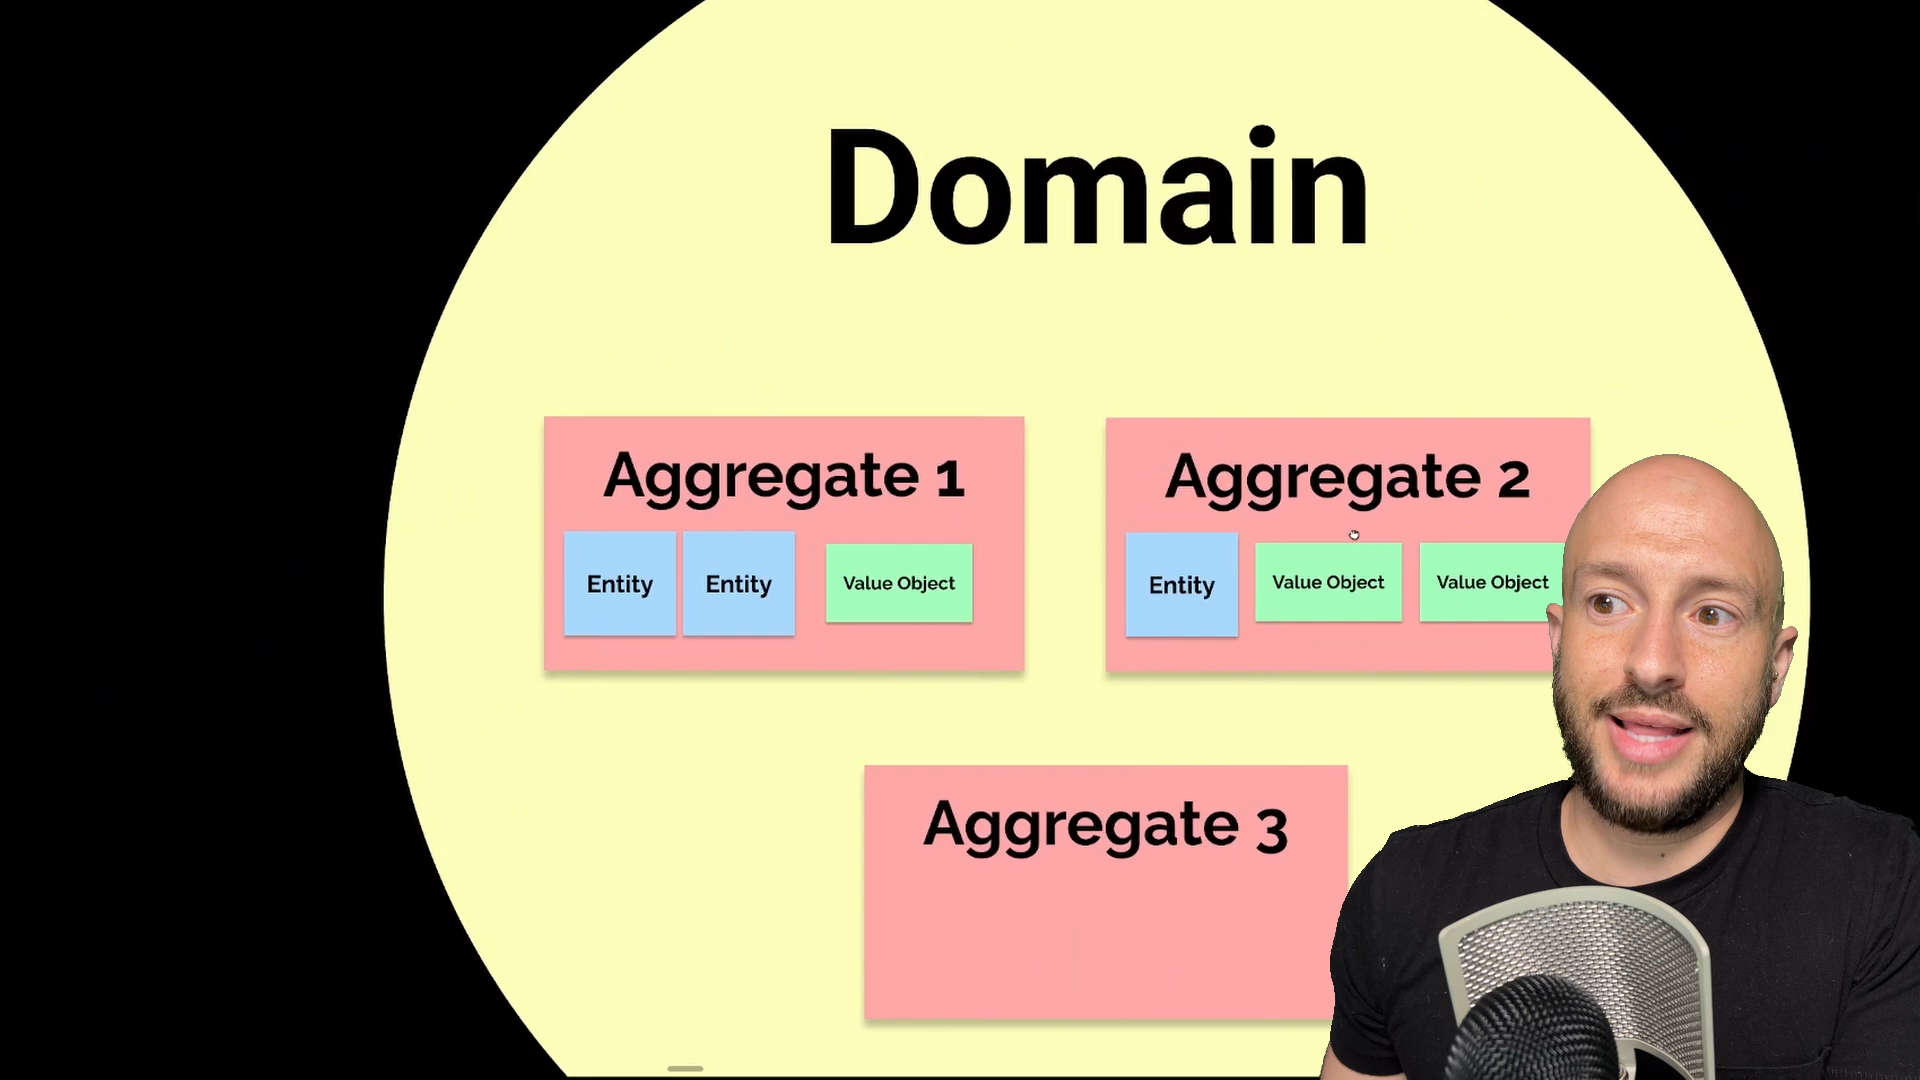 Domain
Aggregate 1
Entity
Entity
Value Object
Aggregate 2
Entity
Value Object
Value Object
Aggregate 3